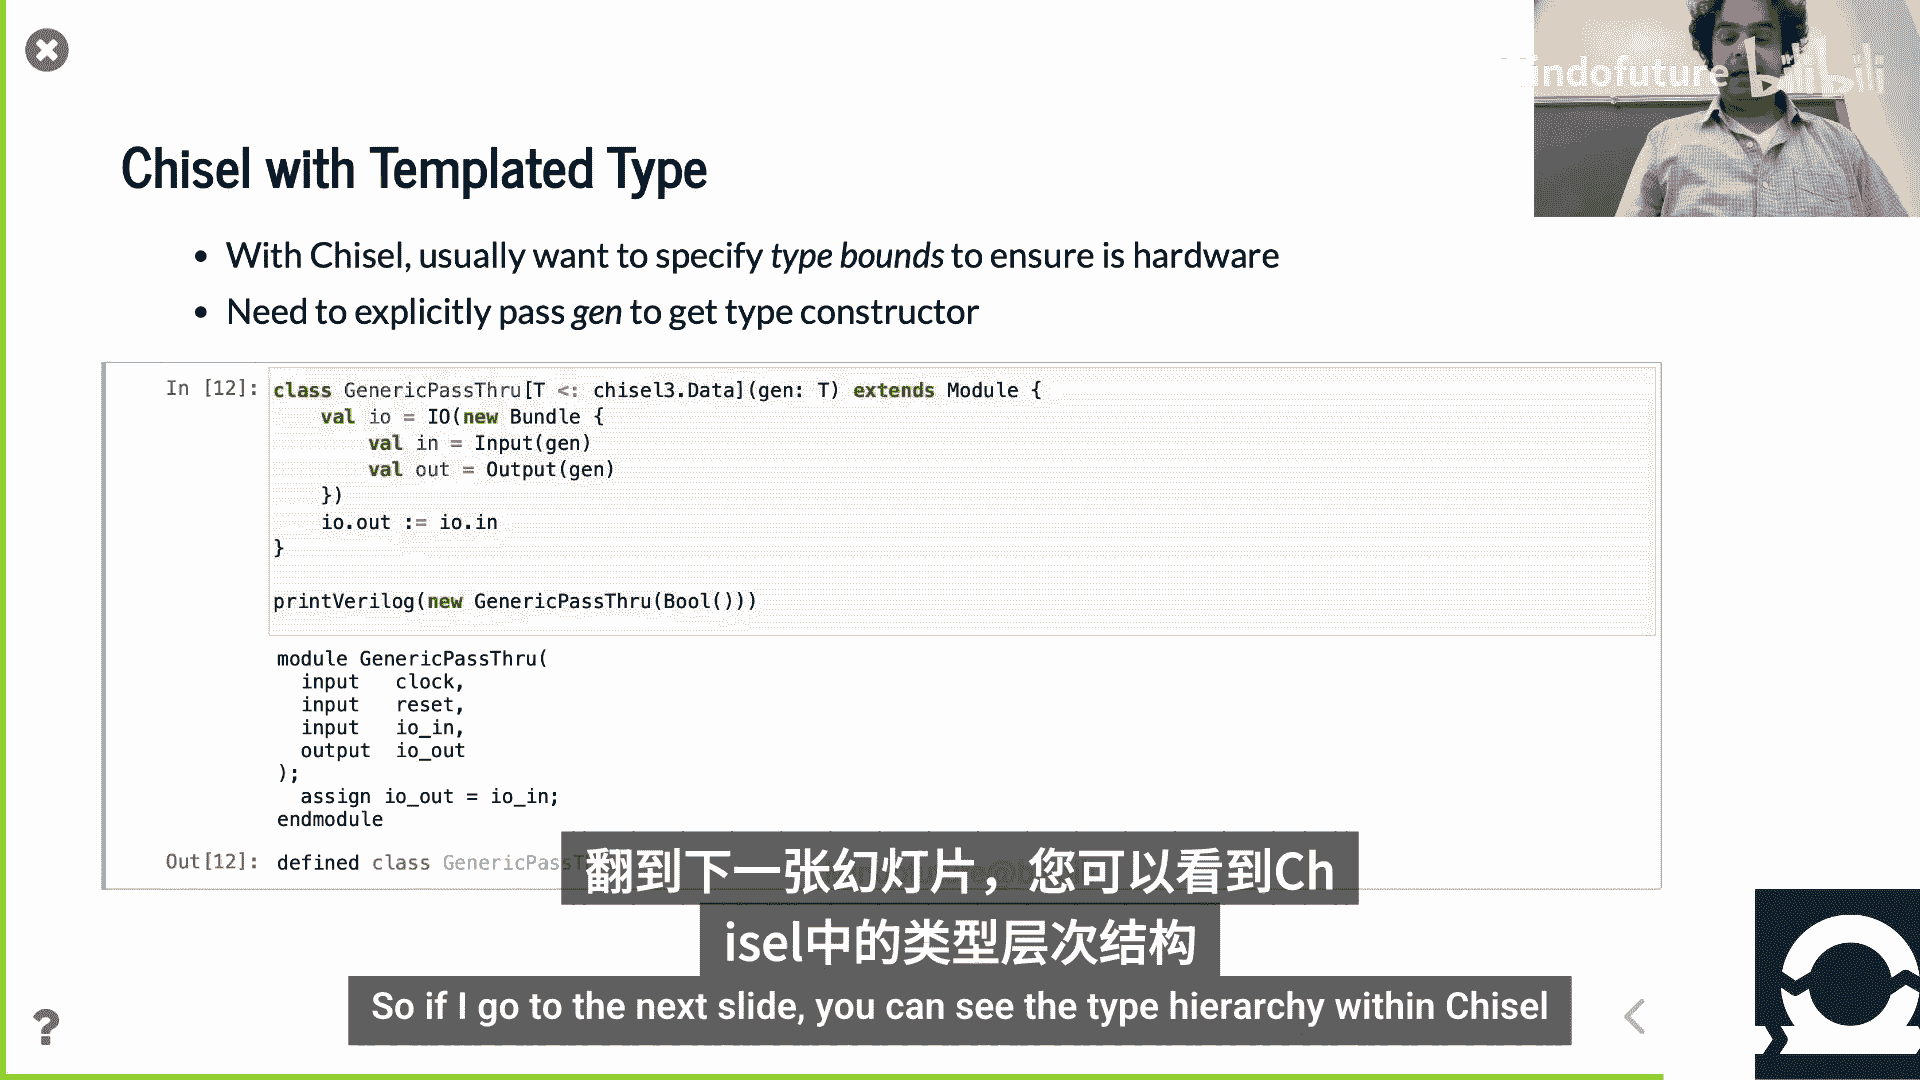 indofuture bilibili
Chisel with Templated Type
• With Chisel, usually want to specify type bounds to ensure is hardware
• Need to explicitly pass gen to get type constructor
In [12]: class GenericPassThru[T <: chisel3.Data](gen: T) extends Module {
val io = IO(new Bundle {
val in = Input(gen)
val out = Output(gen)
})
io.out := io.in
}
printVerilog(new GenericPassThru(Bool()))
module GenericPassThru(
input clock,
input reset,
input io_in,
output io_out
);
assign io_out = io_in;
endmodule
Out[12]: defined class GenericPassT
翻到下一张幻灯片，您可以看到Ch
isel中的类型层次结构
So if I go to the next slide, you can see the type hierarchy within Chisel
?